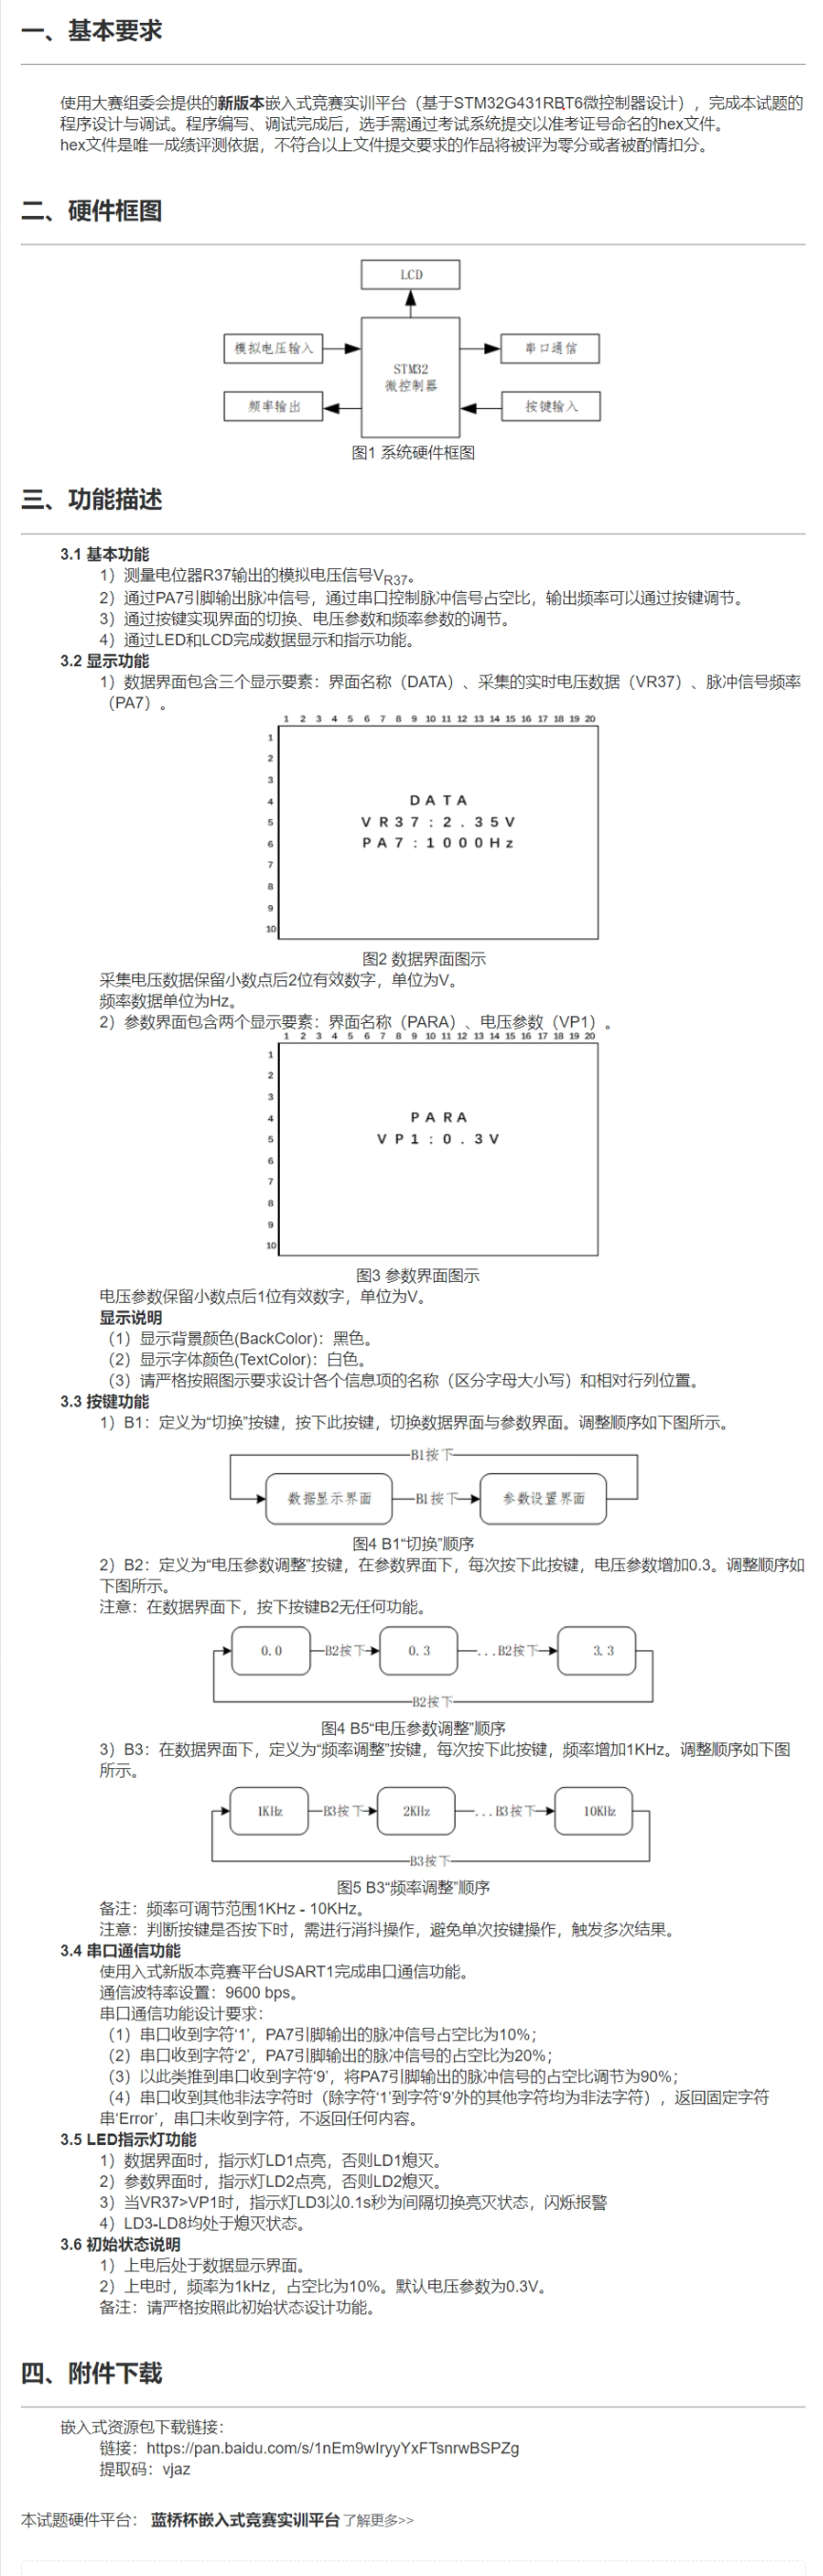 一、基本要求
使用大赛组委会提供的新版本嵌入式竞赛实训平台（基于STM32G431RBT6微控制器设计），完成本试题的
程序设计与调试。程序编写、调试完成后，选手需通过考试系统提交以准考证号命名的hex文件。
hex文件是唯一成绩评测依据，不符合以上文件提交要求的作品将被评为零分或者被酌情扣分。
二、硬件框图
LCD
模拟电压输入
串口通信
STM32
微控制器
频率输出
按键输入
图1 系统硬件框图
三、功能描述
3.1 基本功能
1）测量电位器R37输出的模拟电压信号VR37。
2）通过PA7引脚输出脉冲信号，通过串口控制脉冲信号占空比，输出频率可以通过按键调节。
3）通过按键实现界面的切换、电压参数和频率参数的调节。
4）通过LED和LCD完成数据显示和指示功能。
3.2 显示功能
1）数据界面包含三个显示要素：界面名称（DATA）、采集的实时电压数据（VR37）、脉冲信号频率
（PA7）。
1 2 3 4 5 6 7 8 9 10 11 12 13 14 15 16 17 18 19 20
1
2
3
4 DATA
5 VR37:2.35V
6 PA7:1000Hz
7
8
9
10
图2 数据界面图示
采集电压数据保留小数点后2位有效数字，单位为V。
频率数据单位为Hz。
2）参数界面包含两个显示要素：界面名称（PARA）、电压参数（VP1）。
1 2 3 4 5 6 7 8 9 10 11 12 13 14 15 16 17 18 19 20
1
2
3
4 PARA
5 VP1:0.3V
6
7
8
9
10
图3 参数界面图示
电压参数保留小数点后1位有效数字，单位为V。
显示说明
（1）显示背景颜色(BackColor)：黑色。
（2）显示字体颜色(TextColor)：白色。
（3）请严格按照图示要求设计各个信息项的名称（区分字母大小写）和相对行列位置。
3.3 按键功能
1）B1：定义为“切换”按键，按下此按键，切换数据界面与参数界面。调整顺序如下图所示。
B1按下
数据显示界面 B1按下 参数设置界面
图4 B1“切换”顺序
2）B2：定义为“电压参数调整”按键，在参数界面下，每次按下此按键，电压参数增加0.3。调整顺序如
下图所示。
注意：在数据界面下，按下按键B2无任何功能。
0.0 B2按下 0.3 ...B2按下 3.3
B2按下
图4 B5“电压参数调整”顺序
3）B3：在数据界面下，定义为“频率调整”按键，每次按下此按键，频率增加1KHz。调整顺序如下图
所示。
1KHz B3按下 2KHz ...B3按下 10KHz
B3按下
图5 B3“频率调整”顺序
备注：频率可调节范围1KHz - 10KHz。
注意：判断按键是否按下时，需进行消抖操作，避免单次按键操作，触发多次结果。
3.4 串口通信功能
使用入式新版本竞赛平台USART1完成串口通信功能。
通信波特率设置：9600 bps。
串口通信功能设计要求：
（1）串口收到字符‘1’，PA7引脚输出的脉冲信号占空比为10%；
（2）串口收到字符‘2’，PA7引脚输出的脉冲信号的占空比为20%；
（3）以此类推到串口收到字符‘9’，将PA7引脚输出的脉冲信号的占空比调节为90%；
（4）串口收到其他非法字符时（除字符‘1’到字符‘9’外的其他字符均为非法字符），返回固定字符
串‘Error’，串口未收到字符，不返回任何内容。
3.5 LED指示灯功能
1）数据界面时，指示灯LD1点亮，否则LD1熄灭。
2）参数界面时，指示灯LD2点亮，否则LD2熄灭。
3）当VR37>VP1时，指示灯LD3以0.1s秒为间隔切换亮灭状态，闪烁报警
4）LD3-LD8均处于熄灭状态。
3.6 初始状态说明
1）上电后处于数据显示界面。
2）上电时，频率为1kHz，占空比为10%。默认电压参数为0.3V。
备注：请严格按照此初始状态设计功能。
四、附件下载
嵌入式资源包下载链接：
链接：https://pan.baidu.com/s/1nEm9wIryyYxFTsnrwBSPZg
提取码：vjaz
本试题硬件平台： 蓝桥杯嵌入式竞赛实训平台 了解更多>>